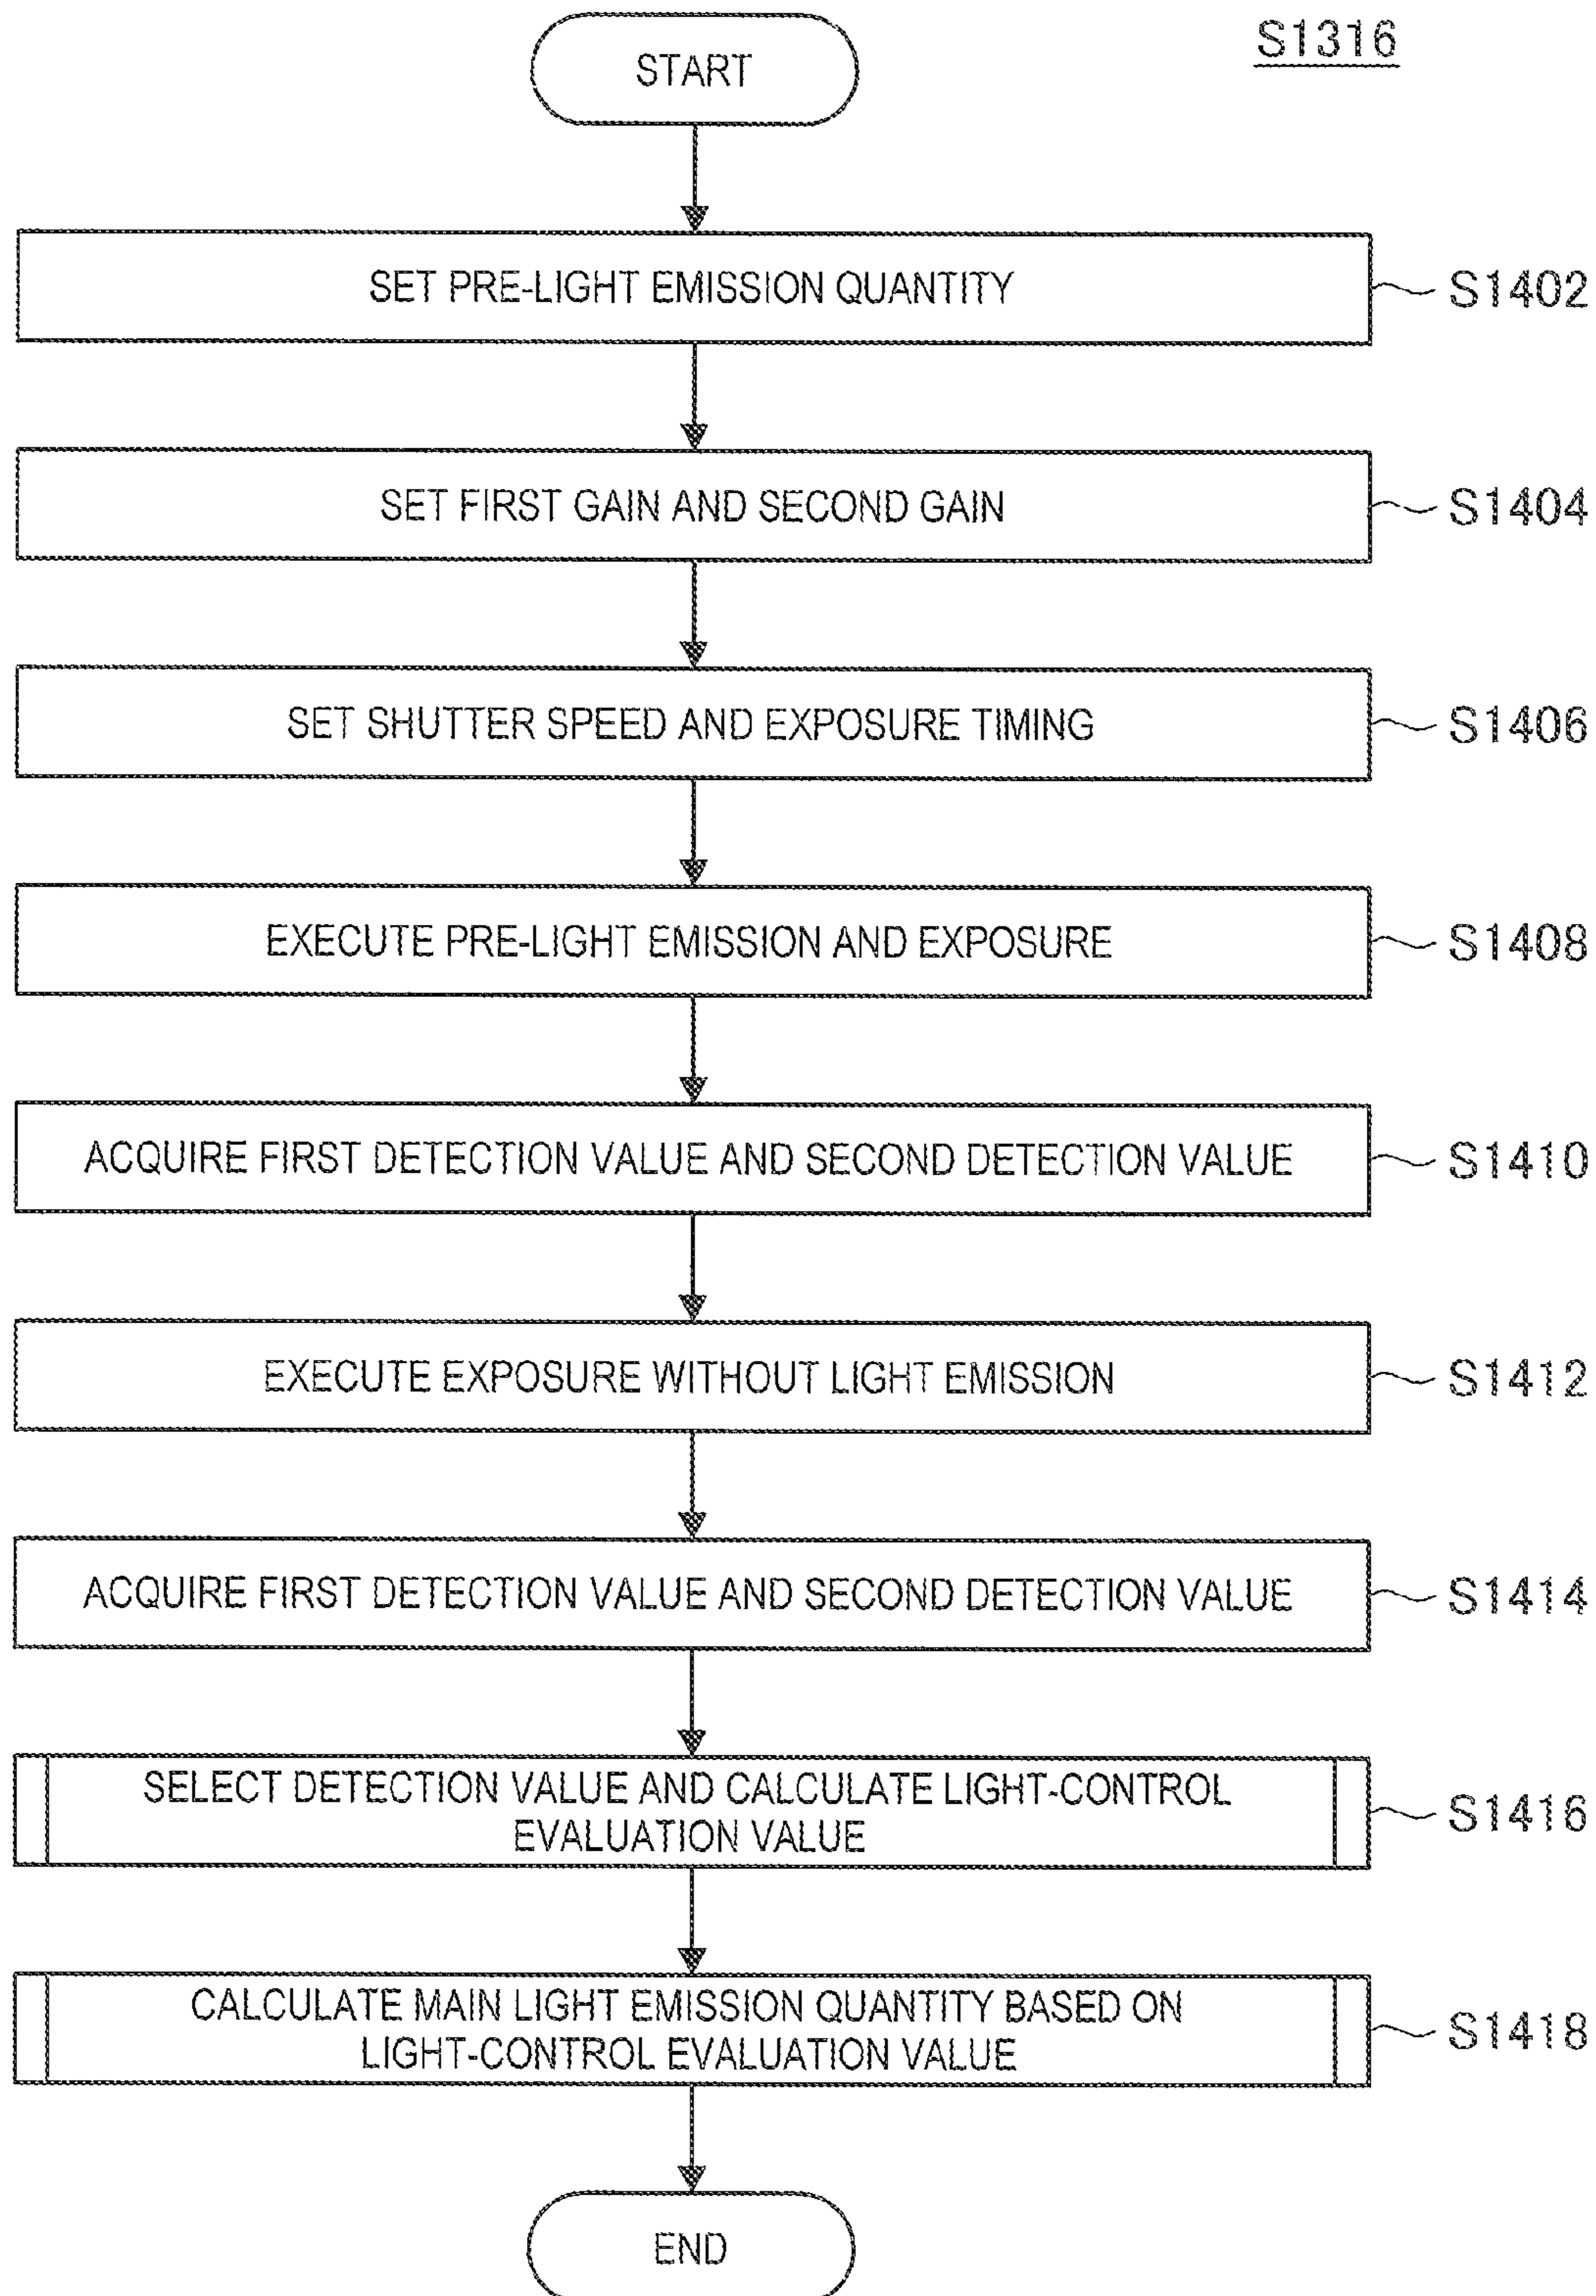 S1316
START
SET PRE-LIGHT EMISSION QUANTITY
S1402
SET FIRST GAIN AND SECOND GAIN
S1404
SET SHUTTER SPEED AND EXPOSURE TIMING
S1406
EXECUTE PRE-LIGHT EMISSION AND EXPOSURE
S1408
ACQUIRE FIRST DETECTION VALUE AND SECOND DETECTION VALUE
S1410
EXECUTE EXPOSURE WITHOUT LIGHT EMISSION
S1412
ACQUIRE FIRST DETECTION VALUE AND SECOND DETECTION VALUE
S1414
SELECT DETECTION VALUE AND CALCULATE LIGHT-CONTROL
EVALUATION VALUE
S1416
CALCULATE MAIN LIGHT EMISSION QUANTITY BASED ON
LIGHT-CONTROL EVALUATION VALUE
S1418
END